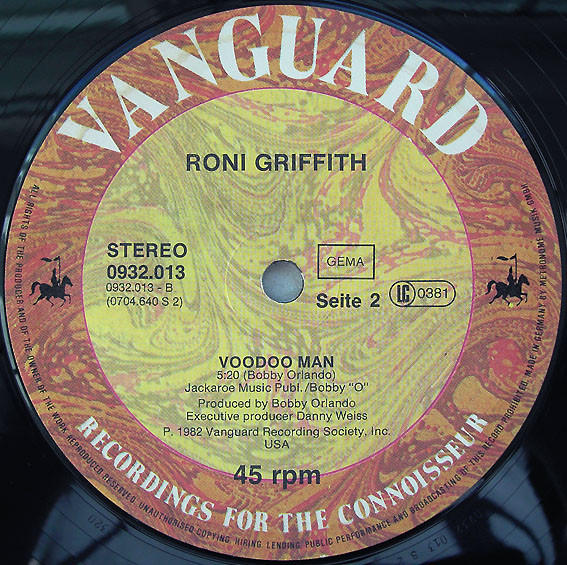 VANGUARD
RONI GRIFFITH
STEREO
0932.013
0932.013 - B
(0704.640 S 2)
GEMA
Seite 2
LC 0381
VOODOO MAN
5:20 (Bobby Orlando)
Jackaroe Music Publ./Bobby "O"
Produced by Bobby Orlando
Executive producer Danny Weiss
P. 1982 Vanguard Recording Society, Inc.
USA
45 rpm
RECORDINGS FOR THE CONNOISSEUR
ALL RIGHTS OF THE PRODUCER AND OF THE OWNER OF THE WORK REPRODUCED RESERVED. UNAUTHORISED COPYING, HIRING, LENDING, PUBLIC PERFORMANCE AND BROADCASTING OF THIS RECORD PROHIBITED. MADE IN GERMANY BY METRONOME MUSIK GMBH